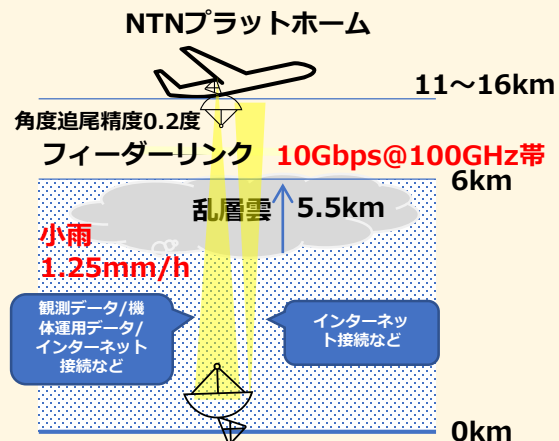 NTNプラットホーム
11～16km
角度追尾精度0.2度
フィーダーリンク 10Gbps@100GHz帯
6km
乱層雲 5.5km
小雨
1.25mm/h
観測データ/機
体運用データ/
インターネット
接続など
インターネッ
ト接続など
0km